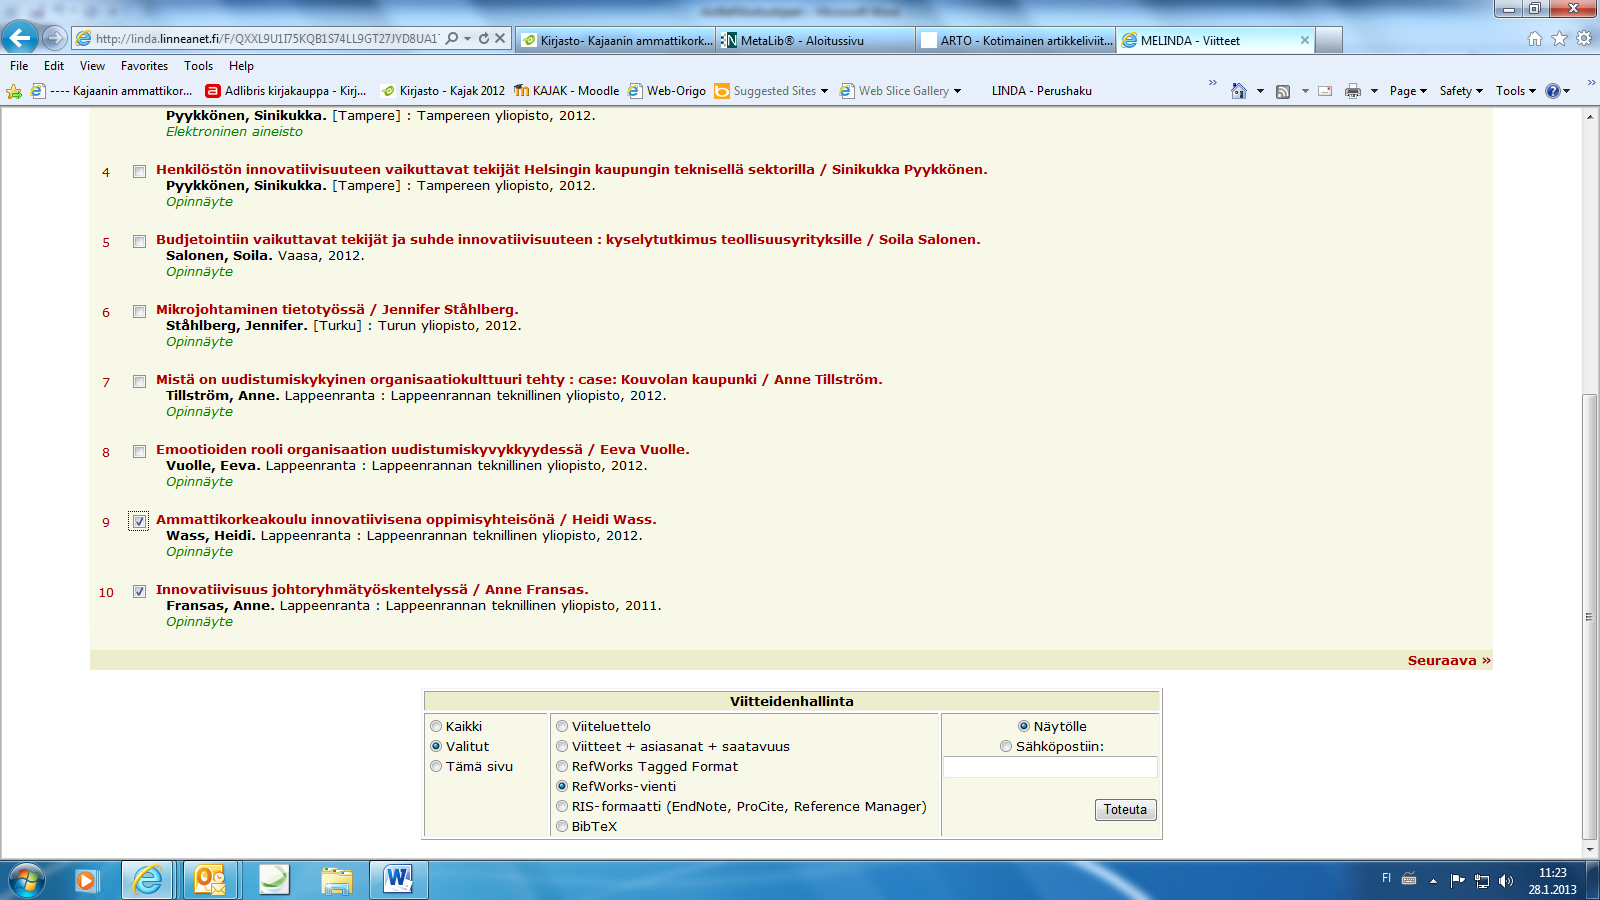 http://linda.linneanet.fi/F/QXXL9U1I75KQB1S74LL9GT27JYD8UA1
Kirjasto- Kajaanin ammattikork...
MetaLib® - Aloitussivu
ARTO - Kotimainen artikkeliviit...
MELINDA - Viitteet
File Edit View Favorites Tools Help
---- Kajaanin ammatikor...
Adlibris kirjakauppa - Kirj...
Kirjasto - Kajak 2012
KAJAK - Moodle
Web-Origo
Suggested Sites
Web Slice Gallery
LINDA - Perushaku
Page Safety Tools
Pyykkönen, Sinikukka. [Tampere] : Tampereen yliopisto, 2012.
Elektroninen aineisto
4 Henkilöstön innovatiivisuuteen vaikuttavat tekijät Helsingin kaupungin teknisellä sektorilla / Sinikukka Pyykkönen.
Pyykkönen, Sinikukka. [Tampere] : Tampereen yliopisto, 2012.
Opinnäyte
5 Budjetointiin vaikuttavat tekijät ja suhde innovatiivisuuteen : kyselytutkimus teollisuusyrityksille / Soila Salonen.
Salonen, Soila. Vaasa, 2012.
Opinnäyte
6 Mikrojohtaminen tietotyössä / Jennifer Ståhlberg.
Ståhlberg, Jennifer. [Turku] : Turun yliopisto, 2012.
Opinnäyte
7 Mistä on uudistumiskykyinen organisaatiokulttuuri tehty : case: Kouvolan kaupunki / Anne Tillström.
Tillström, Anne. Lappeenranta : Lappeenrannan teknillinen yliopisto, 2012.
Opinnäyte
8 Emootioiden rooli organisaation uudistumiskyvykkyydessä / Eeva Vuolle.
Vuolle, Eeva. Lappeenranta : Lappeenrannan teknillinen yliopisto, 2012.
Opinnäyte
9 Ammattikorkeakoulu innovatiivisena oppimisyhteisönä / Heidi Wass.
Wass, Heidi. Lappeenranta : Lappeenrannan teknillinen yliopisto, 2012.
Opinnäyte
10 Innovatiivisuus johtoryhmätyöskentelyssä / Anne Fransas.
Fransas, Anne. Lappeenranta : Lappeenrannan teknillinen yliopisto, 2011.
Opinnäyte
Seuraava »
Viitteidenhallinta
Kaikki
Valitut
Tämä sivu
Viiteluettelo
Viitteet + asiasanat + saatavuus
RefWorks Tagged Format
RefWorks-vienti
RIS-formaatti (EndNote, ProCite, Reference Manager)
BibTeX
Näytölle
Sähköpostiin:
Toteuta
FI
11:23
28.1.2013